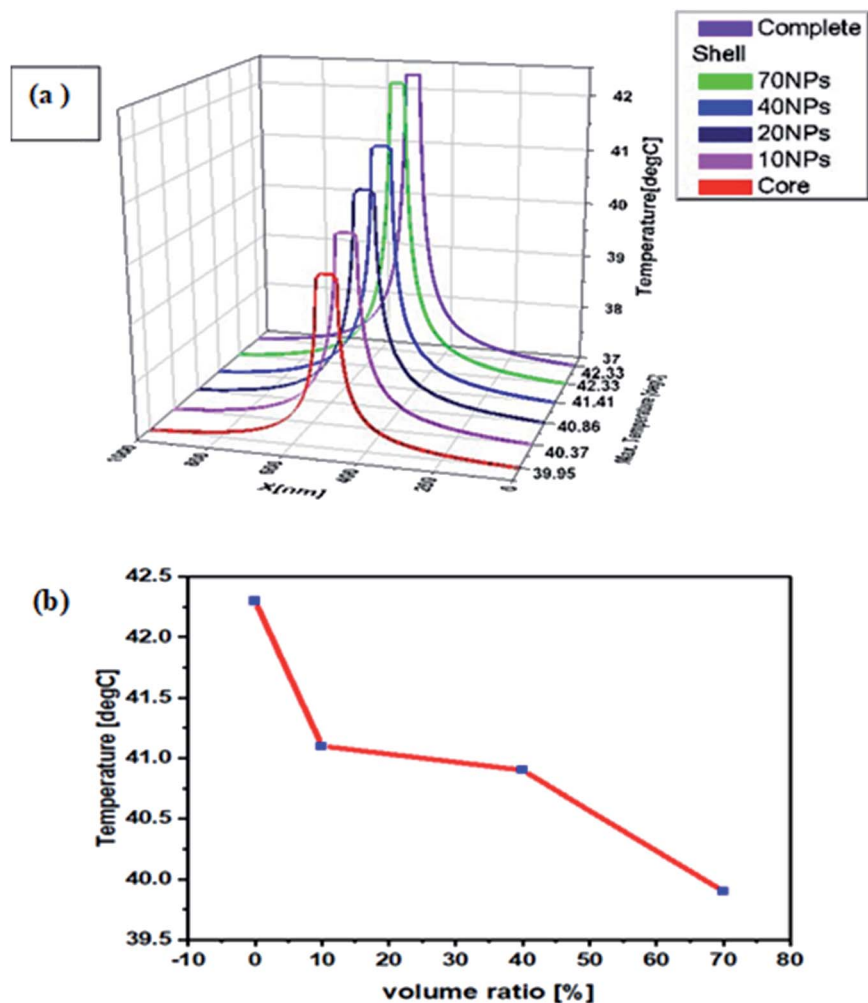 (a )
Complete
Shell
70NPs
40NPs
20NPs
10NPs
Core
42
41
40
39
38
37
Temperature[degC]
42.33
42.33
41.41
40.86
40.37
39.95
Max. Temperature [degC]
1000
800
600
400
200
0
X[nm]
(b)
42.5
42.0
41.5
41.0
40.5
40.0
39.5
Temperature [degC]
-10 0 10 20 30 40 50 60 70 80
volume ratio [%]